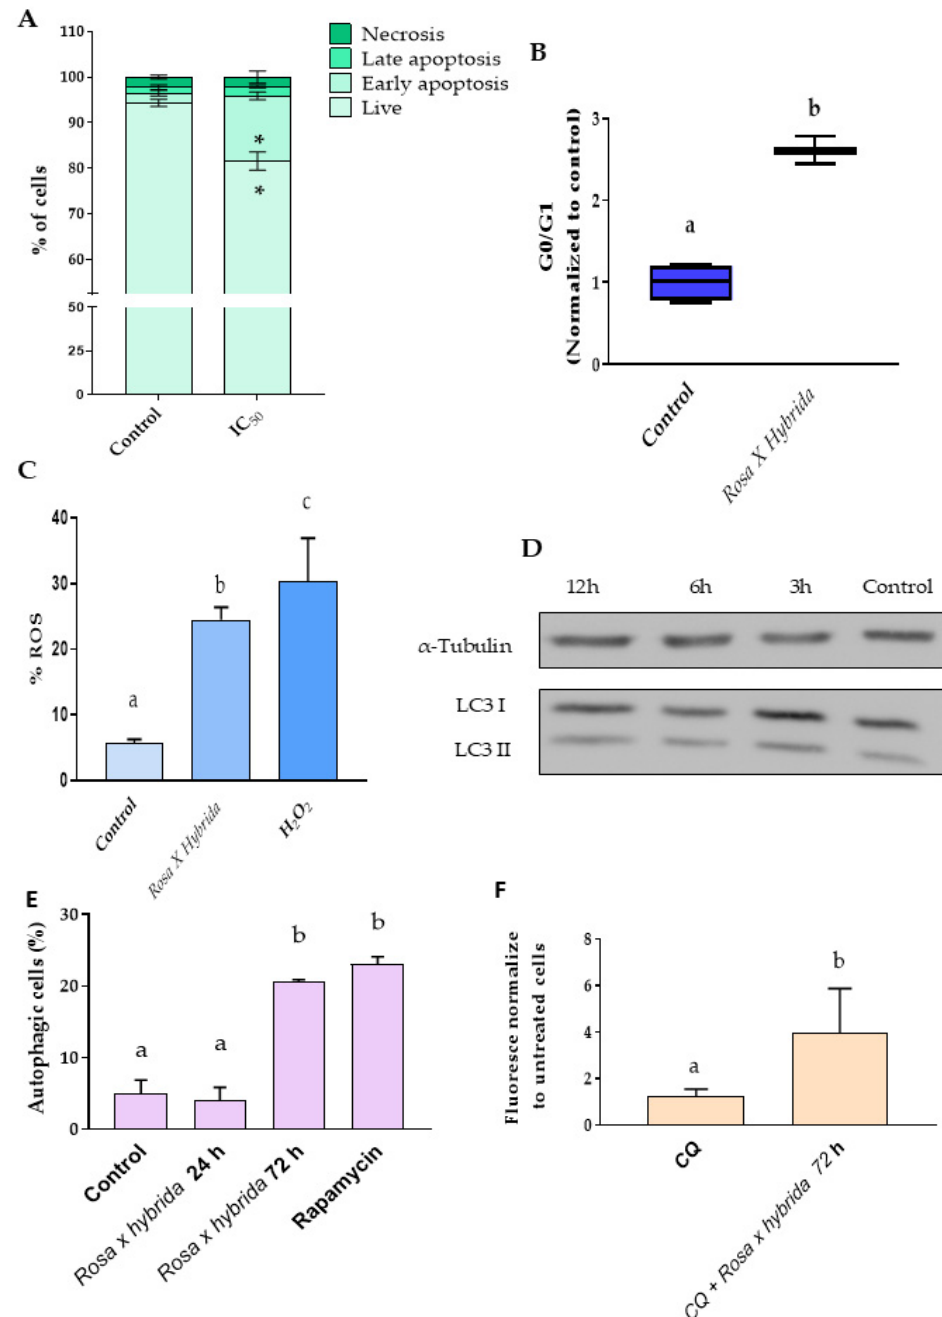 A
110
100
90
80
70
60
50
25
0
% of cells
*
*
Control
IC₅₀
Necrosis
Late apoptosis
Early apoptosis
Live
B
G0/G1
(Normalized to control)
3
2
1
0
a
b
Control
Rosa X Hybrida
C
% ROS
40
30
20
10
0
a
b
c
Control
Rosa X Hybrida
H₂O₂
D
12h 6h 3h Control
α-Tubulin
LC3 I
LC3 II
E
Autophagic cells (%)
30
20
10
0
a
a
b
b
Control
Rosa x hybrida 24 h
Rosa x hybrida 72 h
Rapamycin
F
Fluoresce normalize
to untreated cells
8
6
4
2
0
a
b
CQ
CQ + Rosa x hybrida 72 h